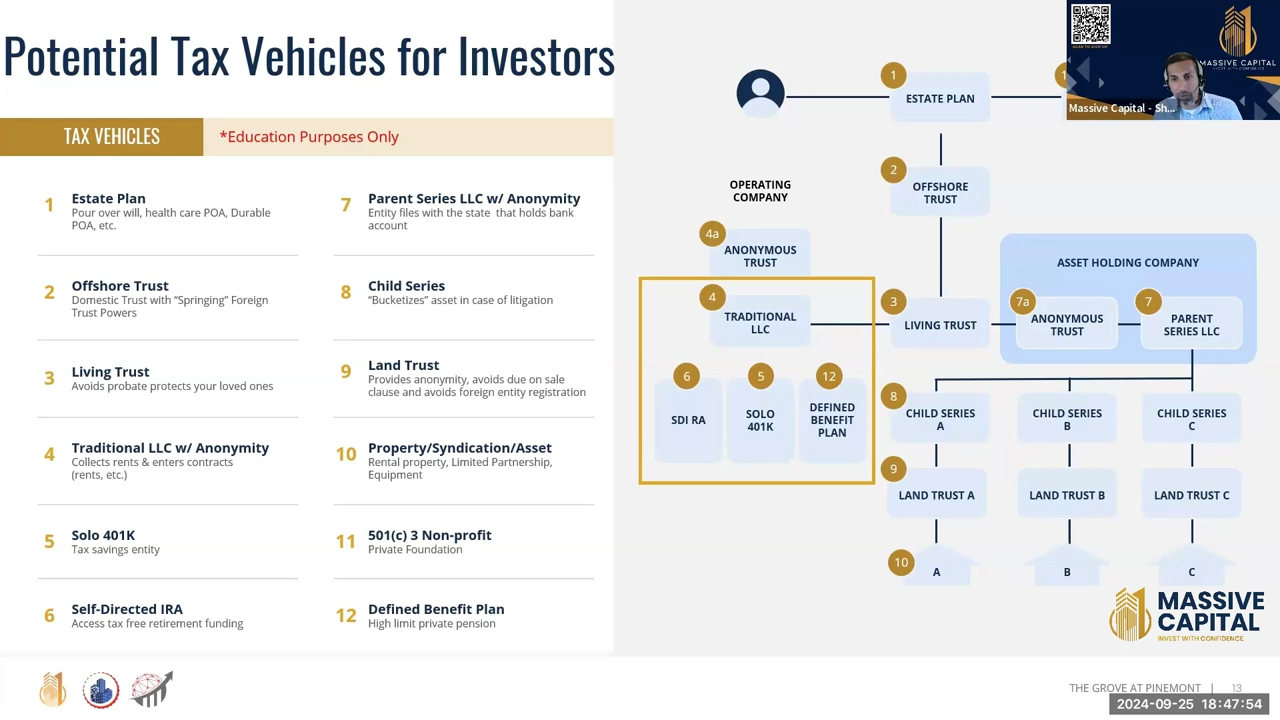 Potential Tax Vehicles for Investors
TAX VEHICLES
*Education Purposes Only
1
Estate Plan
Pour over will, health care POA, Durable
POA, etc.
2
Offshore Trust
Domestic Trust with “Springing” Foreign
Trust Powers
3
Living Trust
Avoids probate protects your loved ones
4
Traditional LLC w/ Anonymity
Collects rents & enters contracts
(rents, etc.)
5
Solo 401K
Tax savings entity
6
Self-Directed IRA
Access tax free retirement funding
7
Parent Series LLC w/ Anonymity
Entity files with the state that holds bank
account
8
Child Series
“Bucketizes” asset in case of litigation
9
Land Trust
Provides anonymity, avoids due on sale
clause and avoids foreign entity registration
10
Property/Syndication/Asset
Rental property, Limited Partnership,
Equipment
11
501(c) 3 Non-profit
Private Foundation
12
Defined Benefit Plan
High limit private pension
1
ESTATE PLAN
2
OFFSHORE
TRUST
OPERATING
COMPANY
4a
ANONYMOUS
TRUST
4
TRADITIONAL
LLC
6
SDI RA
5
SOLO
401K
12
DEFINED
BENEFIT
PLAN
3
LIVING TRUST
ASSET HOLDING COMPANY
7a
ANONYMOUS
TRUST
7
PARENT
SERIES LLC
8
CHILD SERIES
A
CHILD SERIES
B
CHILD SERIES
C
9
LAND TRUST A
LAND TRUST B
LAND TRUST C
10
A
B
C
MASSIVE
CAPITAL
INVEST WITH CONFIDENCE
THE GROVE AT PINEMONT | 13
2024-09-25 18:47:54
SCAN TO SIGN UP
MASSIVE CAPITAL
Massive Capital - Sh...